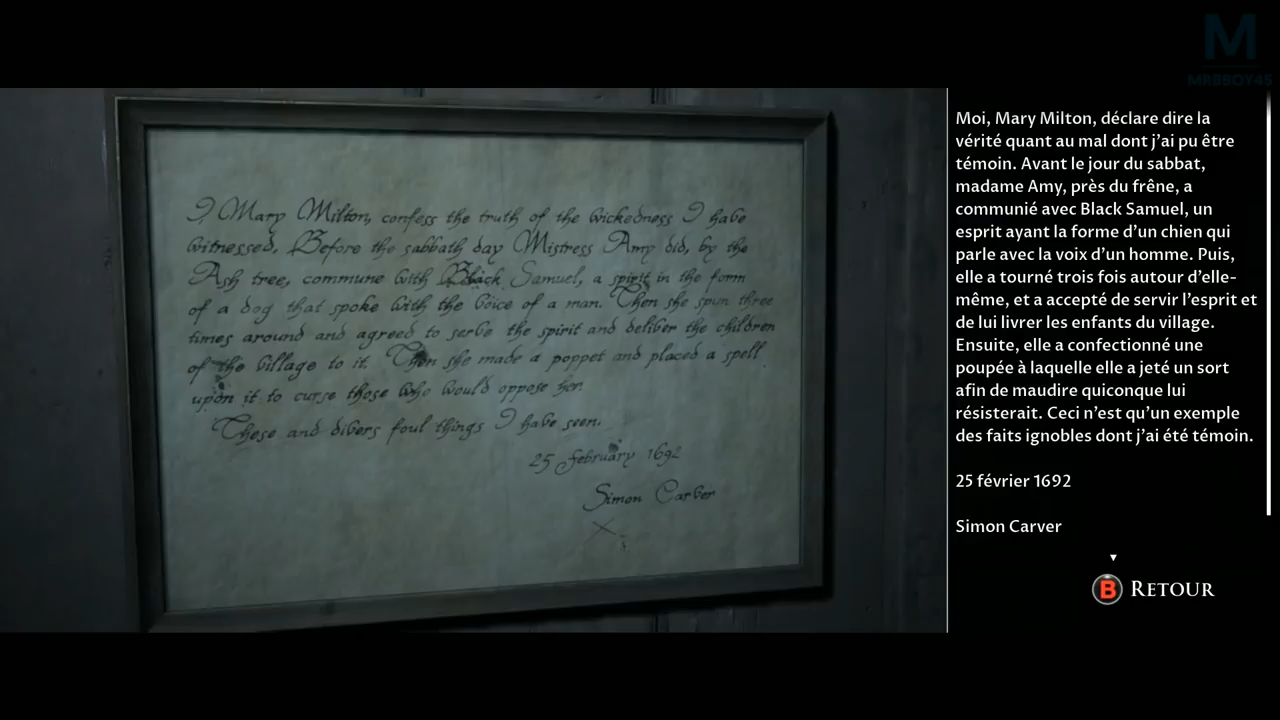 M
MRBBOY45
I Mary Milton, confess the truth of the wickedness I have
witnessed, Before the sabbath day Mistress Amy did, by the
Ash tree, commune with Black Samuel, a spirit in the form
of a dog that spoke with the voice of a man. Then she spun three
times around and agreed to serve the spirit and deliver the children
of the village to it. Then she made a poppet and placed a spell
upon it to curse those who would oppose her.
These and divers foul things I have seen.
25 February 1692
Simon Carver
X
Moi, Mary Milton, déclare dire la
vérité quant au mal dont j'ai pu être
témoin. Avant le jour du sabbat,
madame Amy, près du frêne, a
communié avec Black Samuel, un
esprit ayant la forme d'un chien qui
parle avec la voix d'un homme. Puis,
elle a tourné trois fois autour d'elle-
même, et a accepté de servir l'esprit et
de lui livrer les enfants du village.
Ensuite, elle a confectionné une
poupée à laquelle elle a jeté un sort
afin de maudire quiconque lui
résisterait. Ceci n'est qu'un exemple
des faits ignobles dont j'ai été témoin.
25 février 1692
Simon Carver
B RETOUR